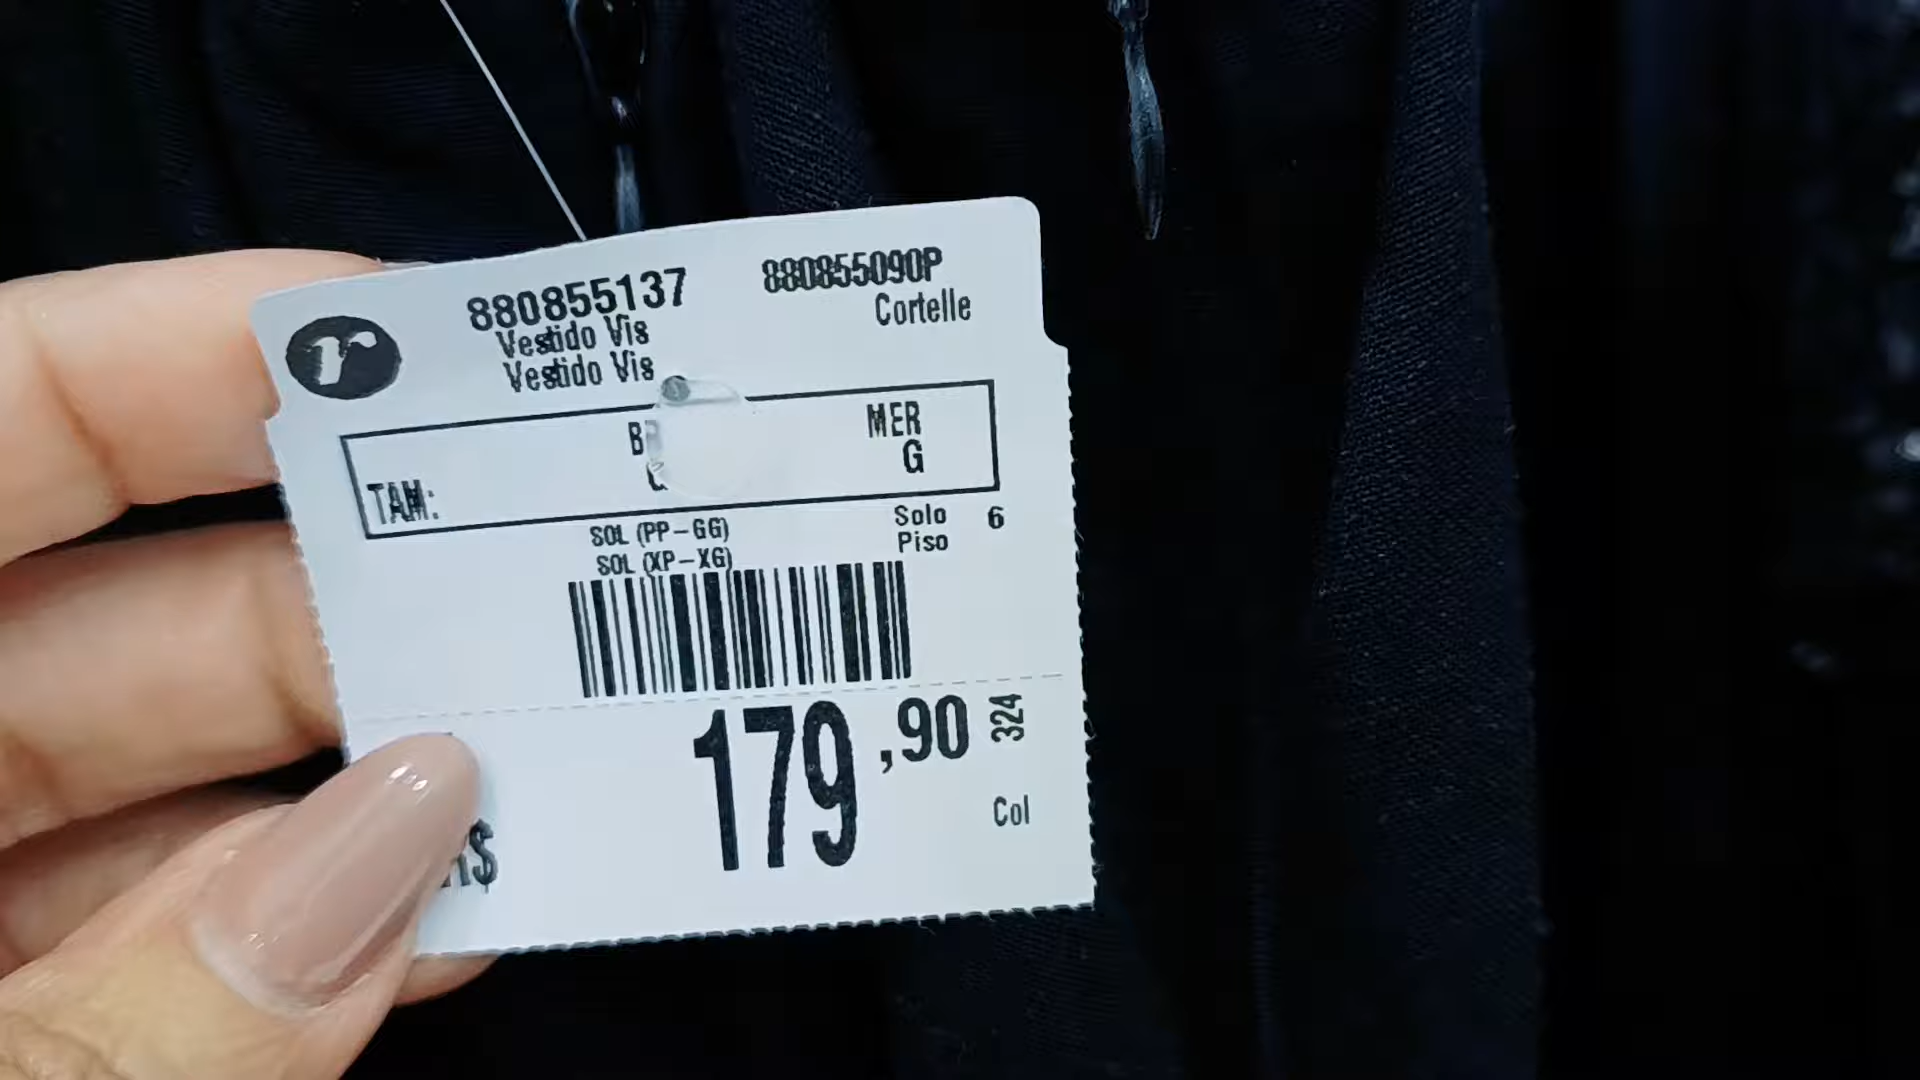 880855137
880855090P
Vestido Vis
Cortelle
Vestido Vis
MER
G
TAM:
SOL (PP-GG)
Solo 6
SOL (XP-XG)
Piso
179,90
324
Col